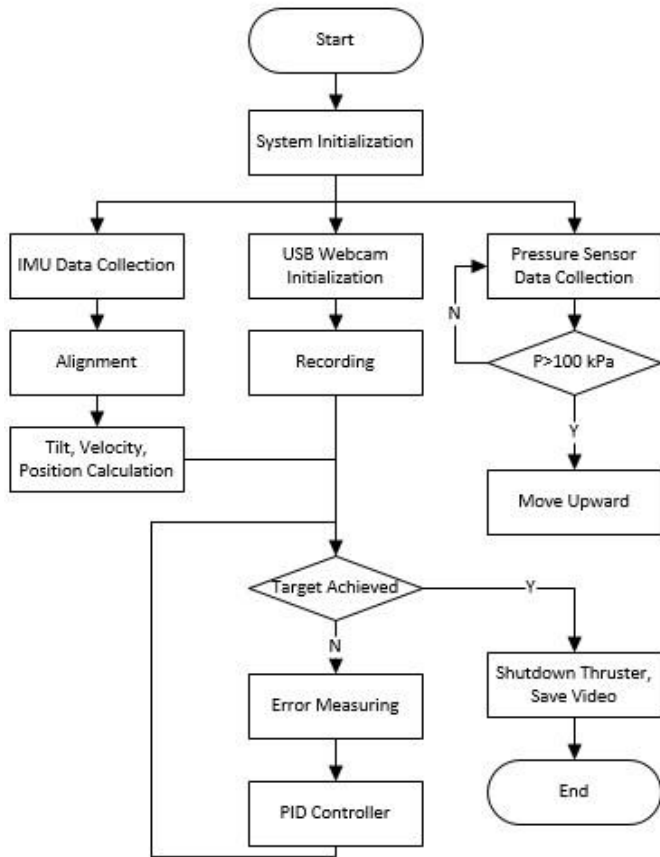 Start
System Initialization
IMU Data Collection
USB Webcam
Initialization
Pressure Sensor
Data Collection
N
Alignment
Recording
P>100 kPa
Y
Tilt, Velocity,
Position Calculation
Move Upward
Target Achieved
Y
N
Error Measuring
Shutdown Thruster,
Save Video
PID Controller
End